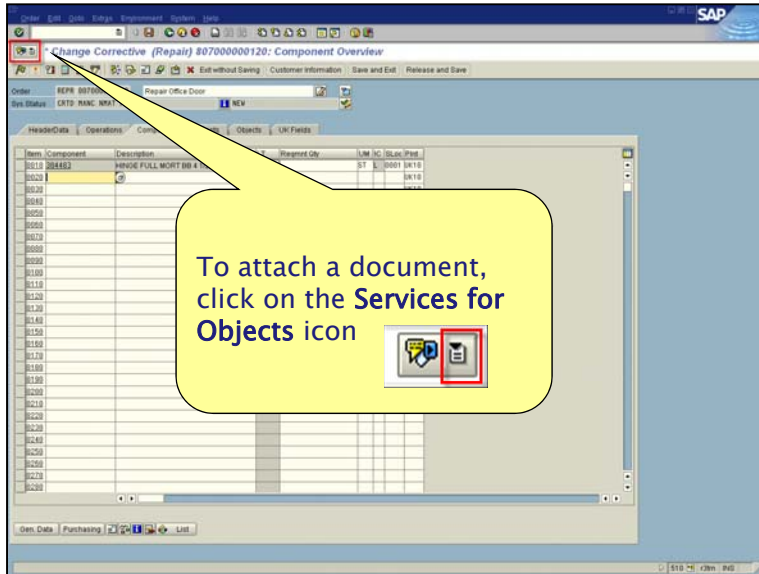 Order Edit Goto Extras Environment System Help
SAP
Change Corrective (Repair) 807000000120: Component Overview
Exit without Saving Customer Information Save and Exit Release and Save
Order REPR Repair Office Door
Sys.Status CRTD MANC NMAT NEW
HeaderData Operations Objects UK Fields
Item Component Description Reqmnt Qty UM IC SLoc Plnt
0010 384483 HINGE FULL MORT BB 4 ST L 0001 UK10
0020 UK10
0030 UK10
0040
0050
0060
0070
0080
0090
0100
0110
0120
0130
0140
0150
0160
0170
0180
0190
0200
0210
0220
0230
0240
0250
0260
0270
0280
To attach a document,
click on the Services for
Objects icon
Gen. Data Purchasing List
INS